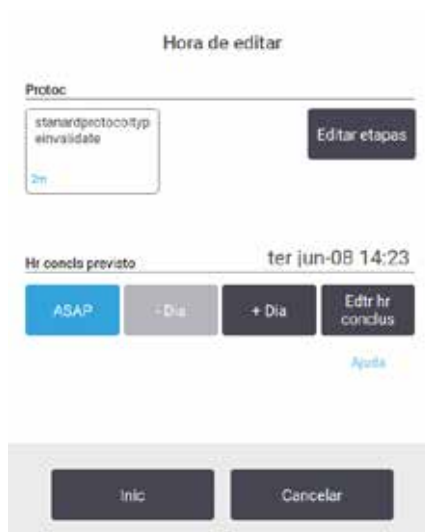 Hora de editar
Protoc
stanardprotocoltyp
einvalidate
2m
Editar etapas
Hr concls previsto
ter jun-08 14:23
ASAP
- Dia
+ Dia
Edtr hr
conclus
Ajuda
Inic
Cancelar